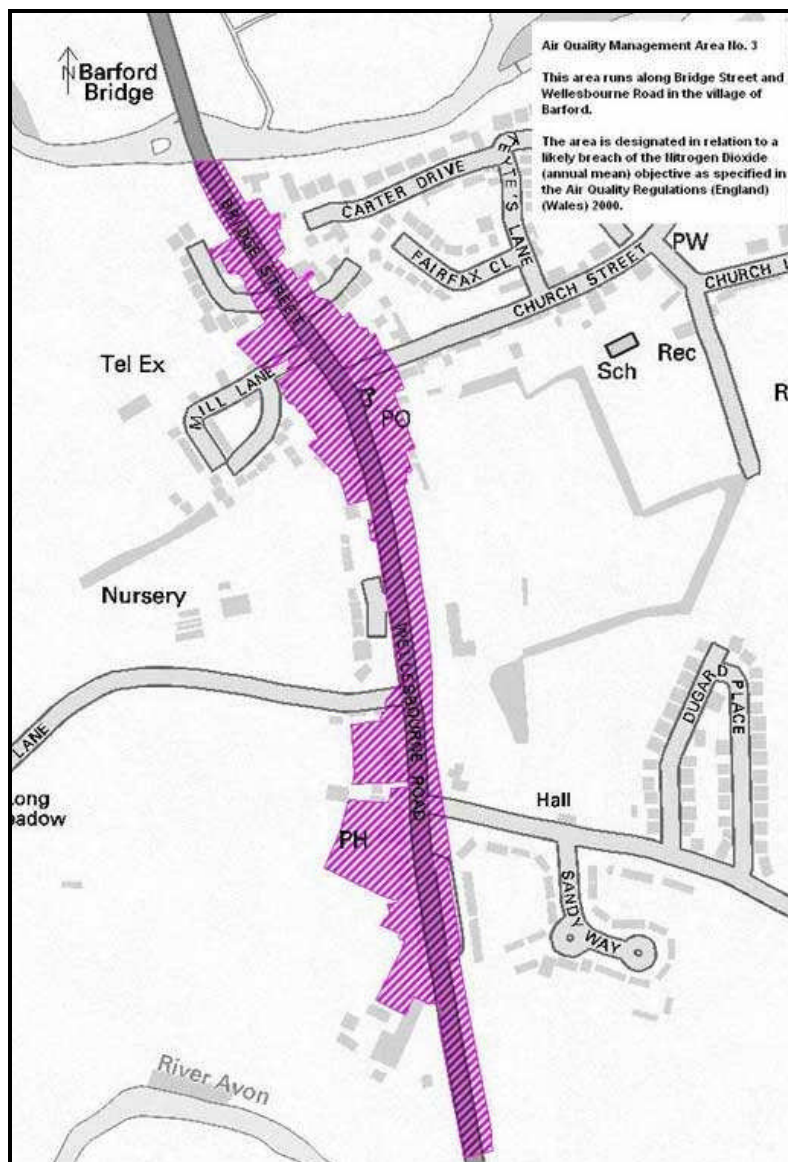 Air Quality Management Area No. 3
This area runs along Bridge Street and
Wellesbourne Road in the village of
Barford.
The area is designated in relation to a
likely breach of the Nitrogen Dioxide
(annual mean) objective as specified in
the Air Quality Regulations (England)
(Wales) 2000.
N
Barford
Bridge
BRIDGE STREET
CARTER DRIVE
KEYTE'S LANE
FAIRFAX CL
CHURCH STREET
PW
CHURCH L
Tel Ex
MILL LANE
PO
Sch
Rec
R
Nursery
WELLESBOURNE ROAD
DUGARD PLACE
LANE
Long
eadow
PH
Hall
SANDY WAY
River Avon